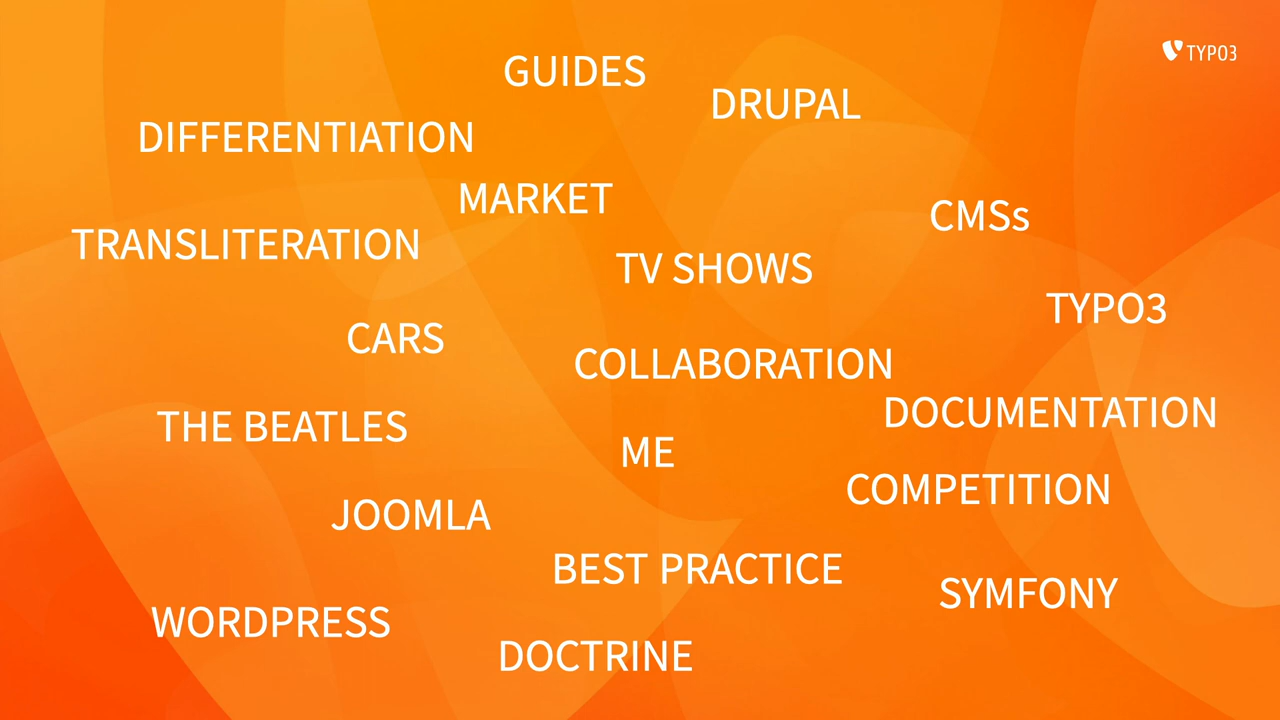 TYPO3
GUIDES
DRUPAL
DIFFERENTIATION
MARKET
CMSs
TRANSLITERATION
TV SHOWS
TYPO3
CARS
COLLABORATION
DOCUMENTATION
THE BEATLES
ME
COMPETITION
JOOMLA
BEST PRACTICE
SYMFONY
WORDPRESS
DOCTRINE